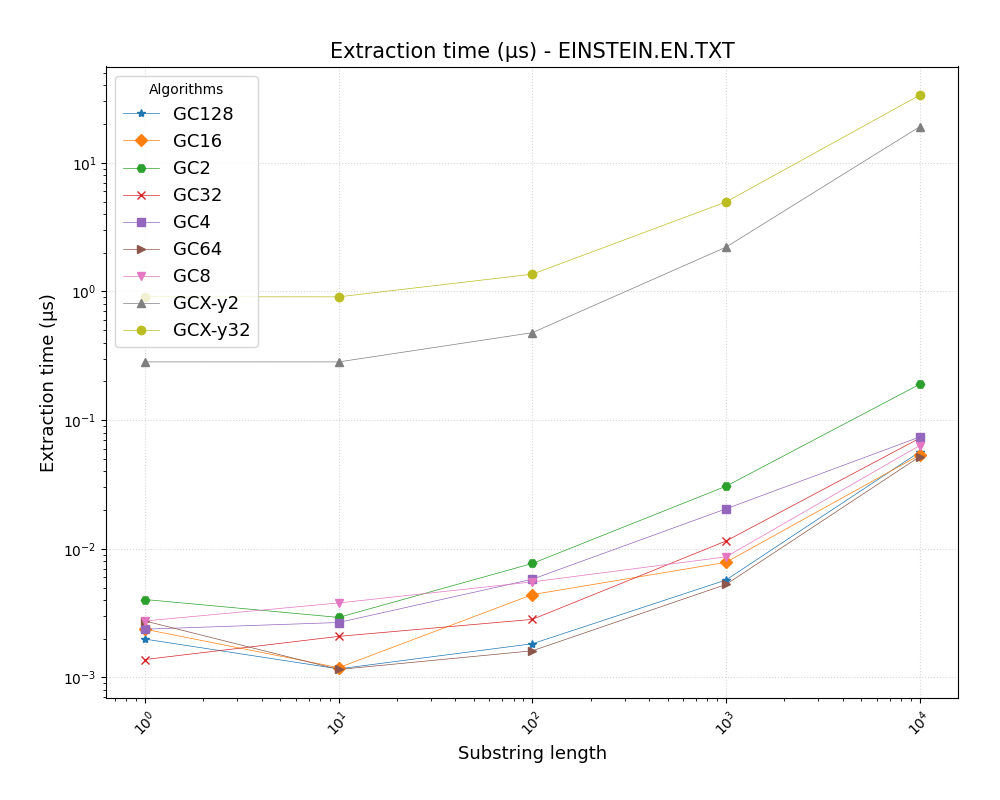 Extraction time (µs) - EINSTEIN.EN.TXT
Algorithms
GC128
GC16
GC2
GC32
GC4
GC64
GC8
GCX-y2
GCX-y32
Extraction time (µs)
10¹
10⁰
10⁻¹
10⁻²
10⁻³
10⁰
10¹
10²
10³
10⁴
Substring length